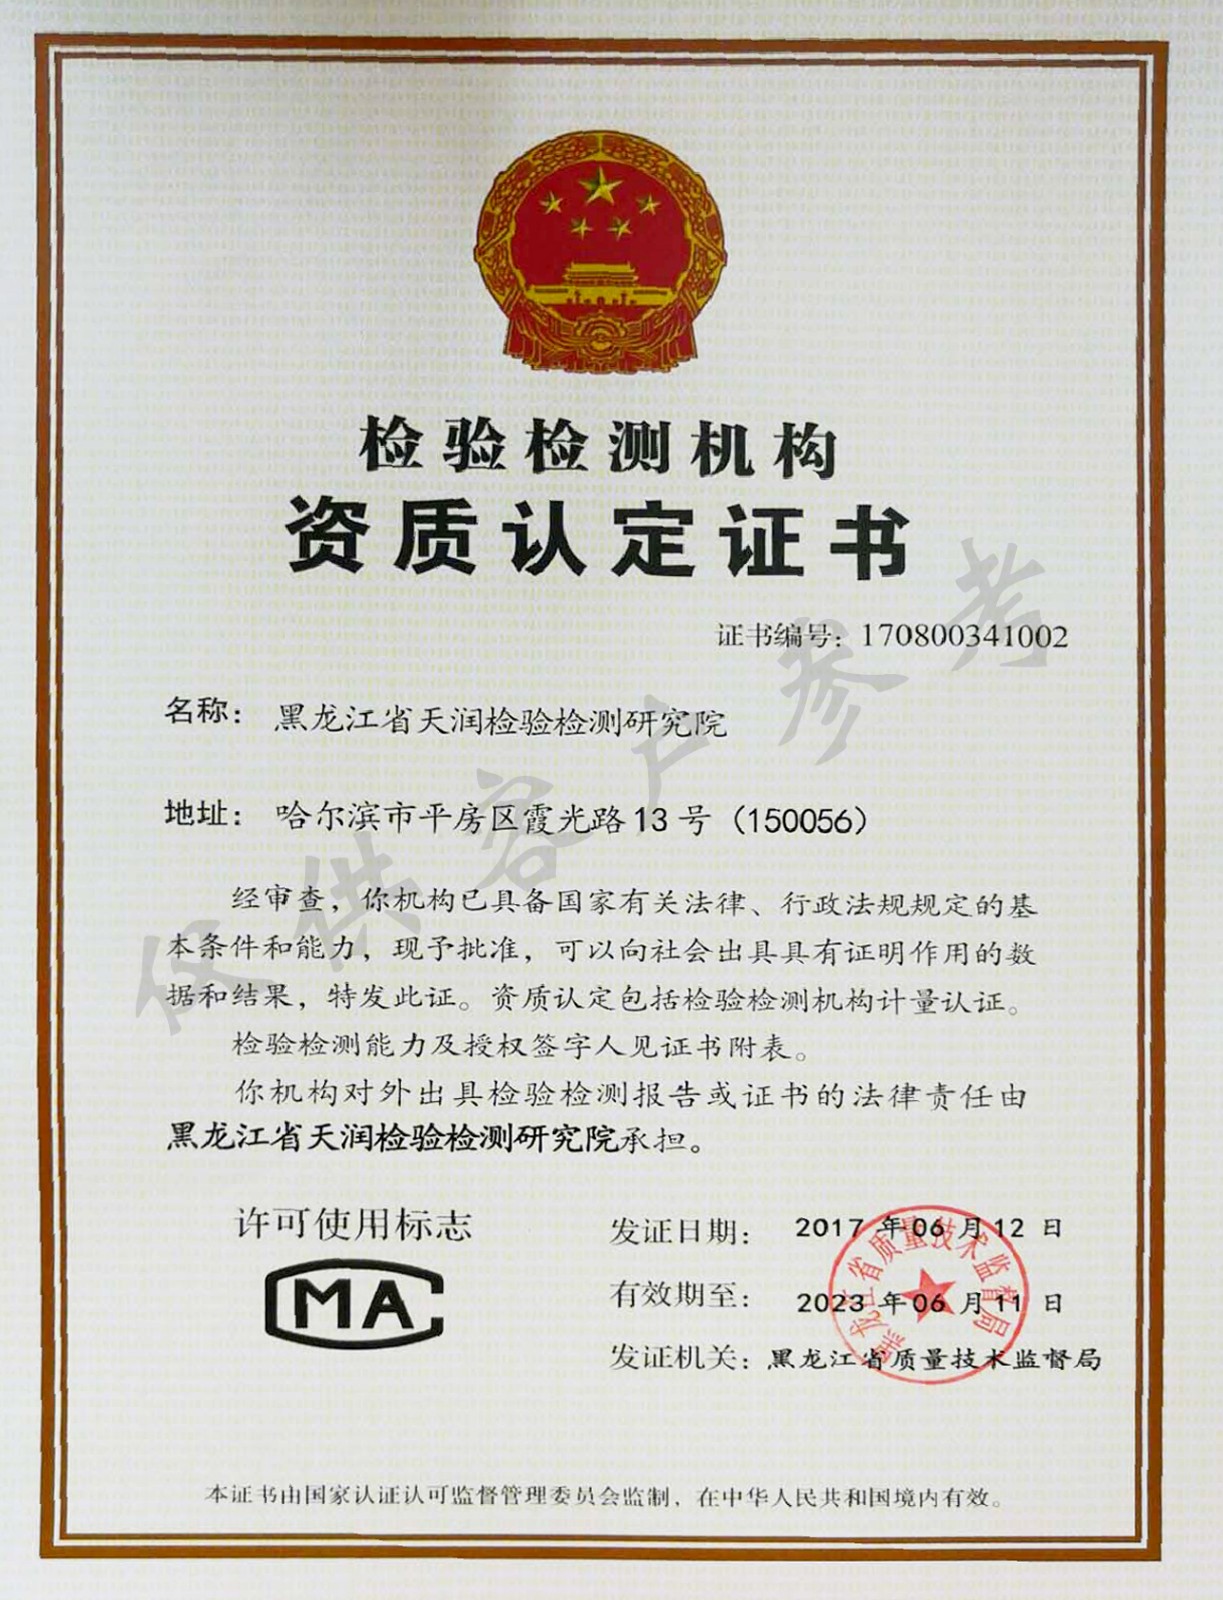 检验检测机构
资质认定证书
证书编号：170800341002
名称：黑龙江省天润检验检测研究院
地址：哈尔滨市平房区霞光路13号（150056）
经审查，你机构已具备国家有关法律、行政法规规定的基
本条件和能力，现予批准，可以向社会出具具有证明作用的数
据和结果，特发此证。资质认定包括检验检测机构计量认证。
检验检测能力及授权签字人见证书附表。
你机构对外出具检验检测报告或证书的法律责任由
黑龙江省天润检验检测研究院承担。
许可使用标志
MA
发证日期：2017年06月12日
有效期至：2023年06月11日
发证机关：黑龙江省质量技术监督局
黑龙江省质量技术监督局
本证书由国家认证认可监督管理委员会监制，在中华人民共和国境内有效。
仅供客户参考